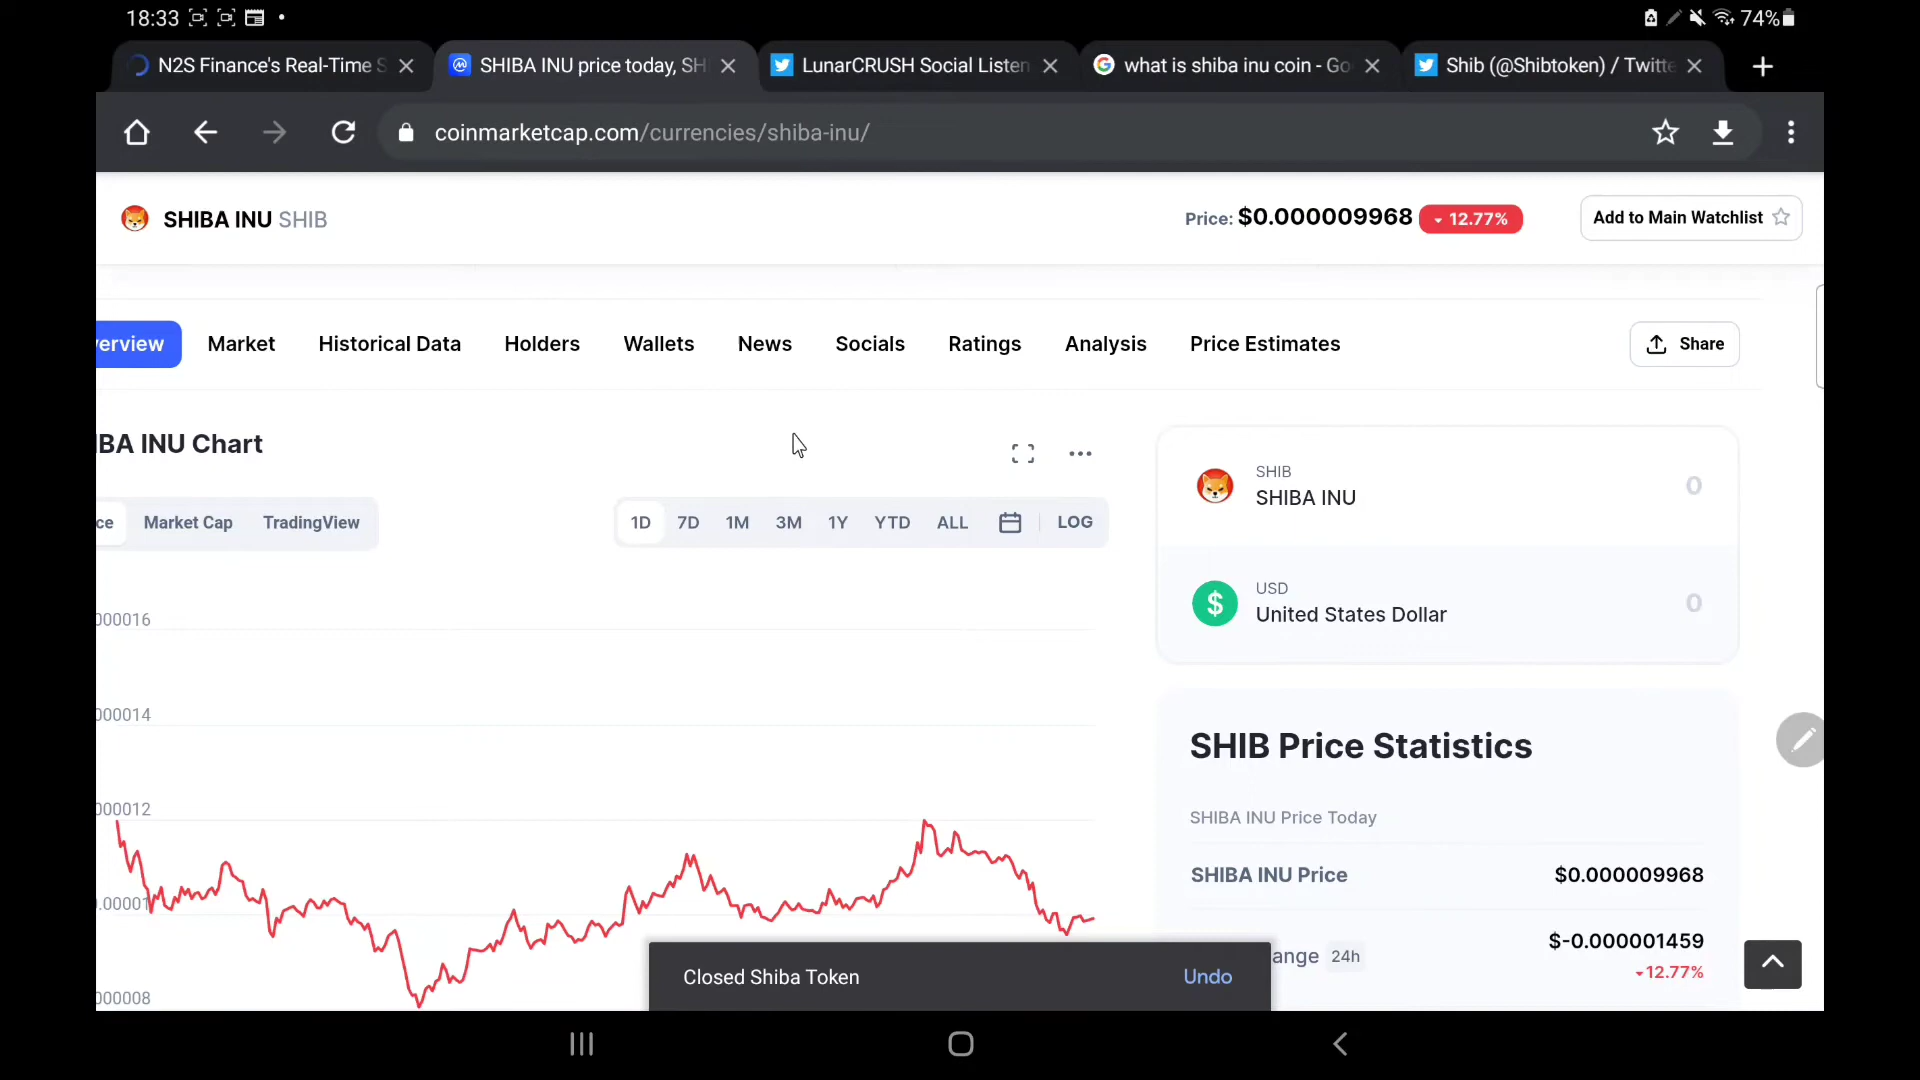 18:33
74%
N2S Finance's Real-Time S
SHIBA INU price today, SH
LunarCRUSH Social Listen
what is shiba inu coin - Go
Shib (@Shibtoken) / Twitte
coinmarketcap.com/currencies/shiba-inu/
SHIBA INU SHIB
Price: $0.000009968
12.77%
Add to Main Watchlist
verview
Market
Historical Data
Holders
Wallets
News
Socials
Ratings
Analysis
Price Estimates
Share
IBA INU Chart
ce
Market Cap
TradingView
1D
7D
1M
3M
1Y
YTD
ALL
LOG
000016
000014
000012
.00001
000008
SHIB
SHIBA INU
0
USD
United States Dollar
0
SHIB Price Statistics
SHIBA INU Price Today
SHIBA INU Price
$0.000009968
ange 24h
$-0.000001459
12.77%
Closed Shiba Token
Undo